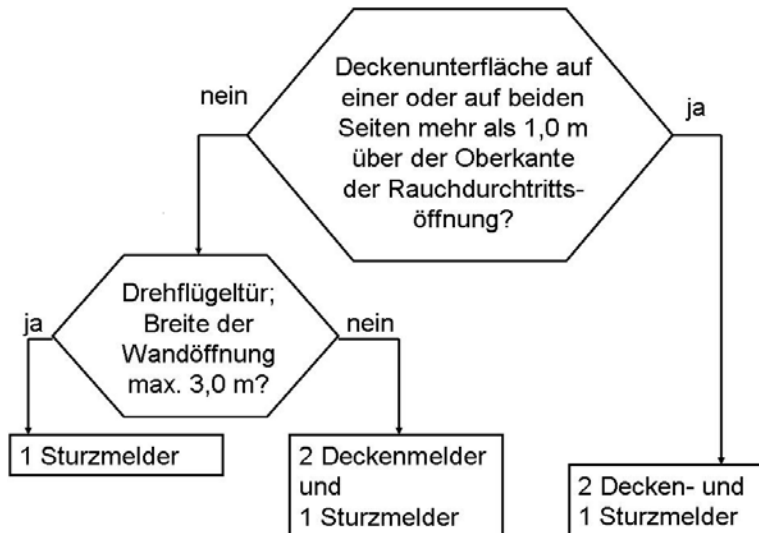 Deckenunterfläche auf
einer oder auf beiden
Seiten mehr als 1,0 m
über der Oberkante
der Rauchdurchtritts-
öffnung?
nein
ja
Drehflügeltür;
Breite der
Wandöffnung
max. 3,0 m?
ja
nein
1 Sturzmelder
2 Deckenmelder
und
1 Sturzmelder
2 Decken- und
1 Sturzmelder